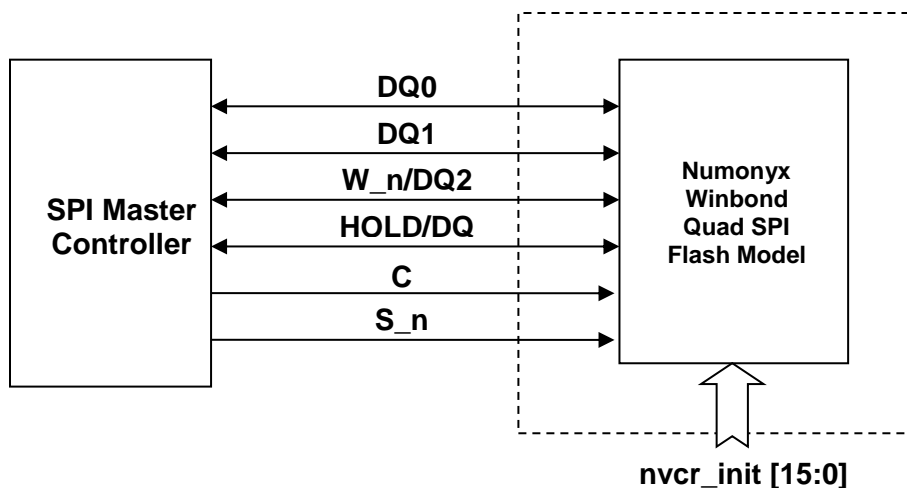 DQ0
DQ1
W_n/DQ2
HOLD/DQ
C
S_n
SPI Master
Controller
Numonyx
Winbond
Quad SPI
Flash Model
nvcr_init [15:0]